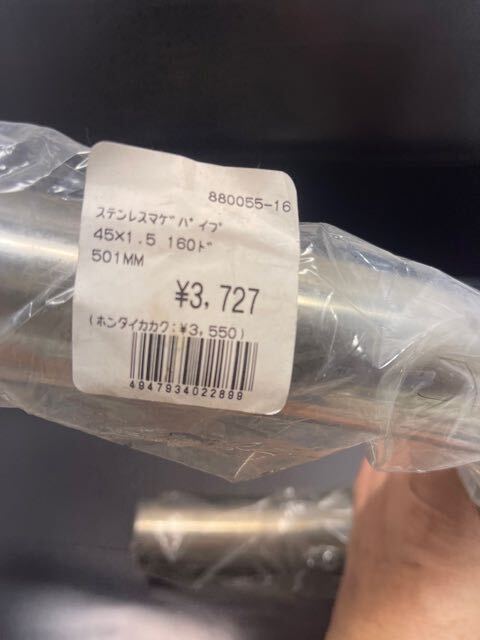 880055-16
ステンレスマゲパイプ
45×1.5 160ド
501MM
¥3,727
(ホンタイカカク:¥3,550)
4947934022899